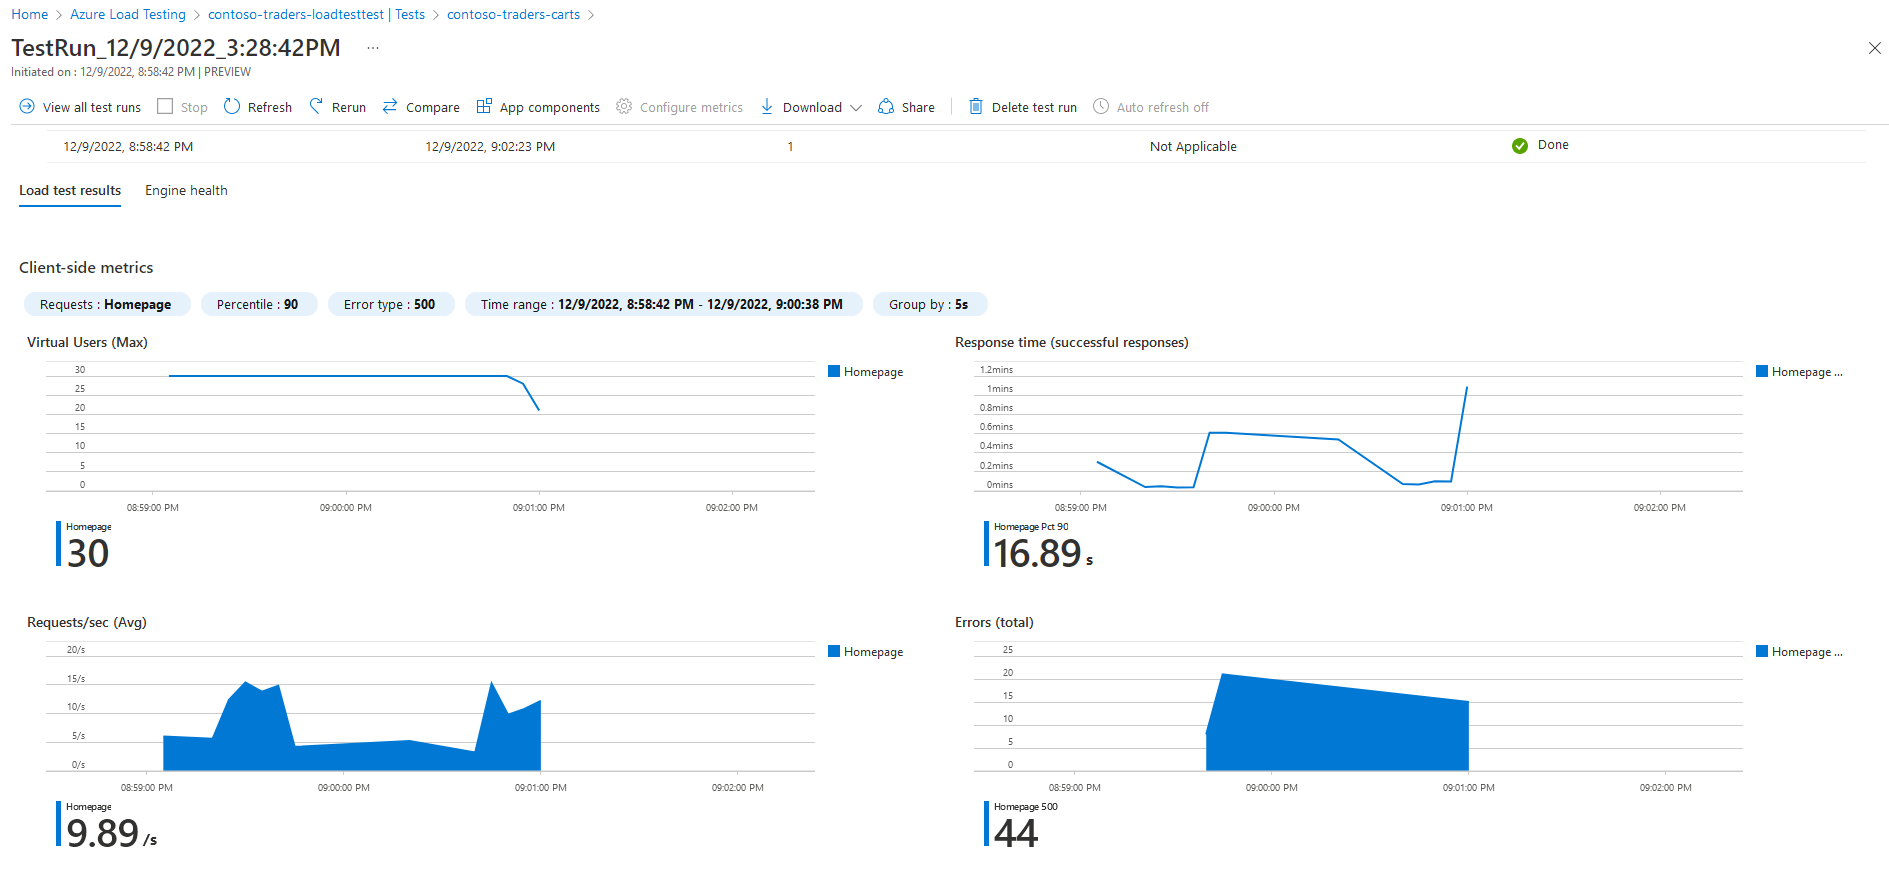 Home > Azure Load Testing > contoso-traders-loadtesttest | Tests > contoso-traders-carts >
TestRun_12/9/2022_3:28:42PM ...
Initiated on : 12/9/2022, 8:58:42 PM | PREVIEW
View all test runs Stop Refresh Rerun Compare App components Configure metrics Download Share Delete test run Auto refresh off
12/9/2022, 8:58:42 PM 12/9/2022, 9:02:23 PM 1 Not Applicable Done
Load test results Engine health
Client-side metrics
Requests : Homepage Percentile : 90 Error type : 500 Time range : 12/9/2022, 8:58:42 PM - 12/9/2022, 9:00:38 PM Group by : 5s
Virtual Users (Max)
30
25
20
15
10
5
0
08:59:00 PM 09:00:00 PM 09:01:00 PM 09:02:00 PM
Homepage
Homepage
30
Response time (successful responses)
1.2mins
1mins
0.8mins
0.6mins
0.4mins
0.2mins
0mins
08:59:00 PM 09:00:00 PM 09:01:00 PM 09:02:00 PM
Homepage ...
Homepage Pct 90
16.89 s
Requests/sec (Avg)
20/s
15/s
10/s
5/s
0/s
08:59:00 PM 09:00:00 PM 09:01:00 PM 09:02:00 PM
Homepage
Homepage
9.89 /s
Errors (total)
25
20
15
10
5
0
08:59:00 PM 09:00:00 PM 09:01:00 PM 09:02:00 PM
Homepage ...
Homepage 500
44